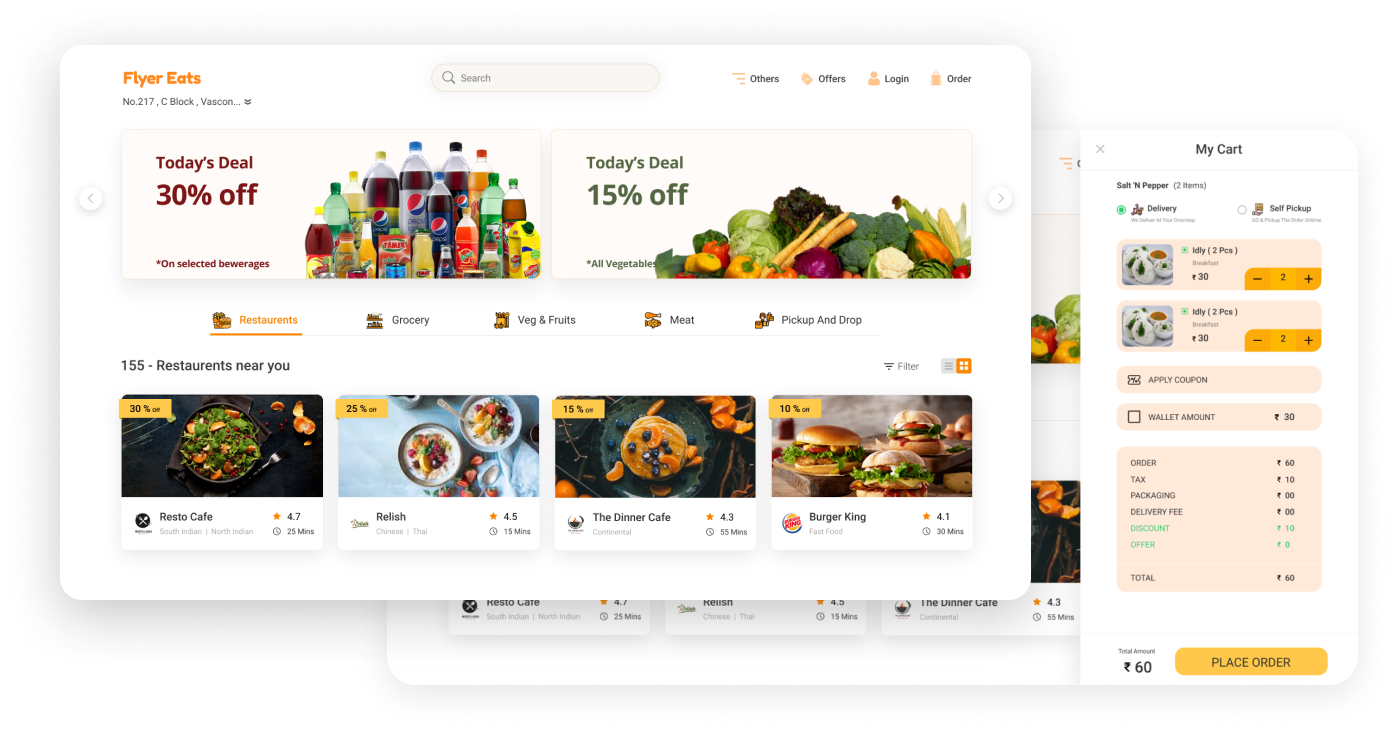 Flyer Eats
Search
Others
Offers
Login
Order
No.217 , C Block , Vascon...
Today's Deal
30% off
*On selected bewerages
Today's Deal
15% off
*All Vegetables
Restaurents
Grocery
Veg & Fruits
Meat
Pickup And Drop
155 - Restaurents near you
Filter
30 % off
25 % off
15 % off
10 % off
Resto Cafe
4.7
South Indian | North Indian
25 Mins
Relish
Relish
4.5
Chinese | Thai
15 Mins
The Dinner Cafe
4.3
Continental
55 Mins
BURGER KING
Burger King
4.1
Fast Food
30 Mins
pepsi
TAMEK
Resto Cafe
4.7
South Indian | North Indian
25 Mins
Relish
4.5
Chinese | Thai
15 Mins
The Dinner Cafe
4.3
Continental
55 Mins
My Cart
Salt 'N Pepper (2 Items)
Delivery
We Deliver At Your Doorstep
Self Pickup
GO & Pickup The Order Ontime
Idly ( 2 Pcs )
Breakfast
₹ 30
− 2 +
Idly ( 2 Pcs )
Breakfast
₹ 30
− 2 +
APPLY COUPON
WALLET AMOUNT ₹ 30
ORDER ₹ 60
TAX ₹ 10
PACKAGING ₹ 00
DELIVERY FEE ₹ 00
DISCOUNT ₹ 10
OFFER ₹ 0
TOTAL ₹ 60
Total Amount
₹ 60
PLACE ORDER